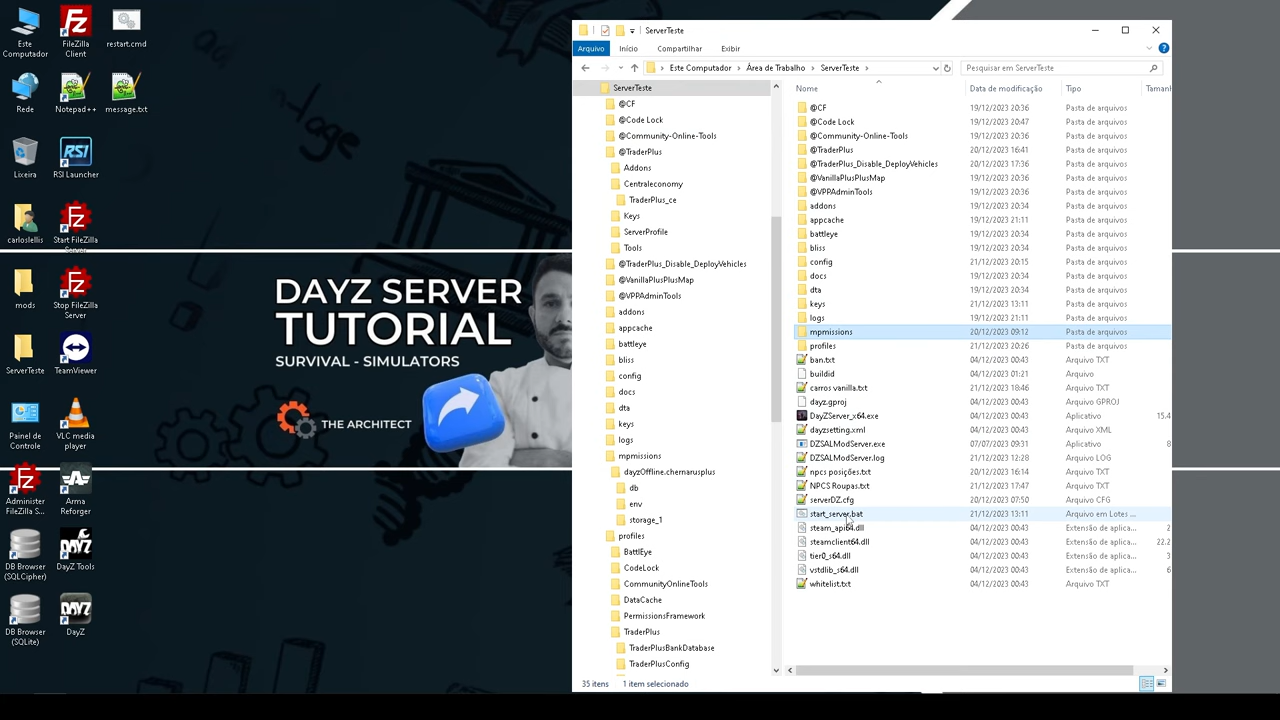 Este
Computador
FileZilla
Client
restart.cmd
Rede
Notepad++
message.txt
Lixeira
RSI
RSI Launcher
carloslellis
Start FileZilla
Server
mods
Stop FileZilla
Server
ServerTeste
TeamViewer
Painel de
Controle
VLC media
player
Administer
FileZilla S...
Arma
Reforger
DB Browser
(SQLCipher)
DayZ Tools
DB Browser
(SQLite)
DAYZ
DayZ
DAYZ SERVER
TUTORIAL
SURVIVAL - SIMULATORS
THE ARCHITECT
ServerTeste
Arquivo Início Compartilhar Exibir
Este Computador > Área de Trabalho > ServerTeste >
Pesquisar em ServerTeste
ServerTeste
@CF
@Code Lock
@Community-Online-Tools
@TraderPlus
Addons
Centraleconomy
TraderPlus_ce
Keys
ServerProfile
Tools
@TraderPlus_Disable_DeployVehicles
@VanillaPlusPlusMap
@VPPAdminTools
addons
appcache
battleye
bliss
config
docs
dta
keys
logs
mpmissions
dayzOffline.chernarusplus
db
env
storage_1
profiles
BattlEye
CodeLock
CommunityOnlineTools
DataCache
PermissionsFramework
TraderPlus
TraderPlusBankDatabase
TraderPlusConfig
Nome Data de modificação Tipo Tamanh
@CF 19/12/2023 20:36 Pasta de arquivos
@Code Lock 19/12/2023 20:47 Pasta de arquivos
@Community-Online-Tools 19/12/2023 20:36 Pasta de arquivos
@TraderPlus 20/12/2023 16:41 Pasta de arquivos
@TraderPlus_Disable_DeployVehicles 20/12/2023 17:36 Pasta de arquivos
@VanillaPlusPlusMap 19/12/2023 20:36 Pasta de arquivos
@VPPAdminTools 19/12/2023 20:36 Pasta de arquivos
addons 19/12/2023 20:34 Pasta de arquivos
appcache 19/12/2023 21:11 Pasta de arquivos
battleye 19/12/2023 20:34 Pasta de arquivos
bliss 19/12/2023 20:34 Pasta de arquivos
config 21/12/2023 20:15 Pasta de arquivos
docs 19/12/2023 20:34 Pasta de arquivos
dta 19/12/2023 20:34 Pasta de arquivos
keys 21/12/2023 13:11 Pasta de arquivos
logs 19/12/2023 21:11 Pasta de arquivos
mpmissions 20/12/2023 09:12 Pasta de arquivos
profiles 21/12/2023 20:26 Pasta de arquivos
ban.txt 04/12/2023 00:43 Arquivo TXT
buildid 04/12/2023 01:21 Arquivo
carros vanilla.txt 21/12/2023 18:46 Arquivo TXT
dayz.gproj 04/12/2023 00:43 Arquivo GPROJ
DayZServer_x64.exe 04/12/2023 00:43 Aplicativo 15.4
dayzsetting.xml 04/12/2023 00:43 Arquivo XML
DZSALModServer.exe 07/07/2023 09:31 Aplicativo 8
DZSALModServer.log 21/12/2023 12:28 Arquivo LOG
npcs posições.txt 20/12/2023 16:14 Arquivo TXT
NPCS Roupas.txt 21/12/2023 17:47 Arquivo TXT
serverDZ.cfg 20/12/2023 07:50 Arquivo CFG
start_server.bat 21/12/2023 13:11 Arquivo em Lotes ...
steam_api64.dll 04/12/2023 00:43 Extensão de aplica... 2
steamclient64.dll 04/12/2023 00:43 Extensão de aplica... 22.2
tier0_s64.dll 04/12/2023 00:43 Extensão de aplica... 3
vstdlib_s64.dll 04/12/2023 00:43 Extensão de aplica... 6
whitelist.txt 04/12/2023 00:43 Arquivo TXT
35 itens 1 item selecionado